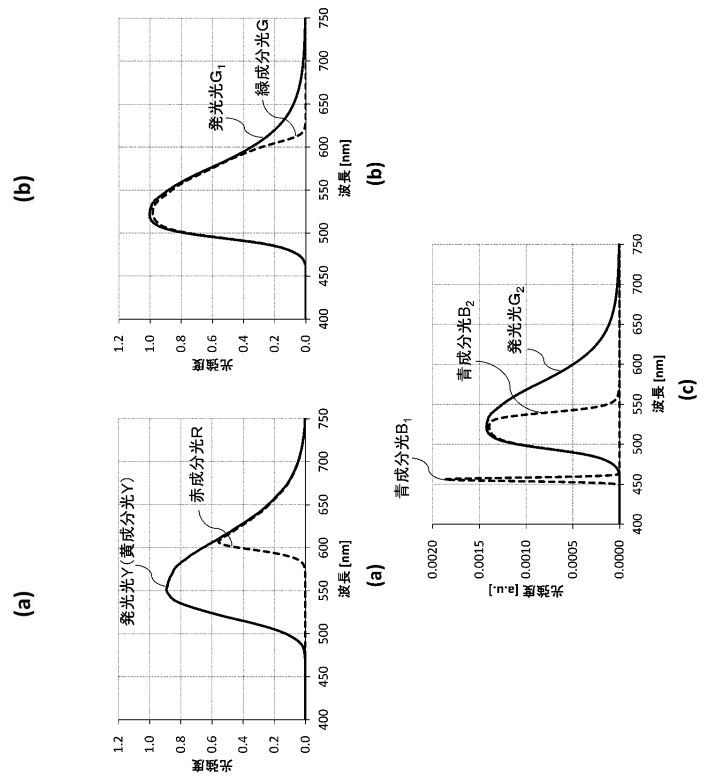 (a)
発光光Y(黄成分光Y)
赤成分光R
光強度
1.2
1.0
0.8
0.6
0.4
0.2
0.0
400
450
500
550
600
650
700
750
波長 [nm]
(a)
(b)
発光光G1
緑成分光G
光強度
1.2
1.0
0.8
0.6
0.4
0.2
0.0
400
450
500
550
600
650
700
750
波長 [nm]
(b)
青成分光B1
青成分光B2
発光光G2
光強度 [a.u.]
0.0020
0.0015
0.0010
0.0005
0.0000
400
450
500
550
600
650
700
750
波長 [nm]
(c)